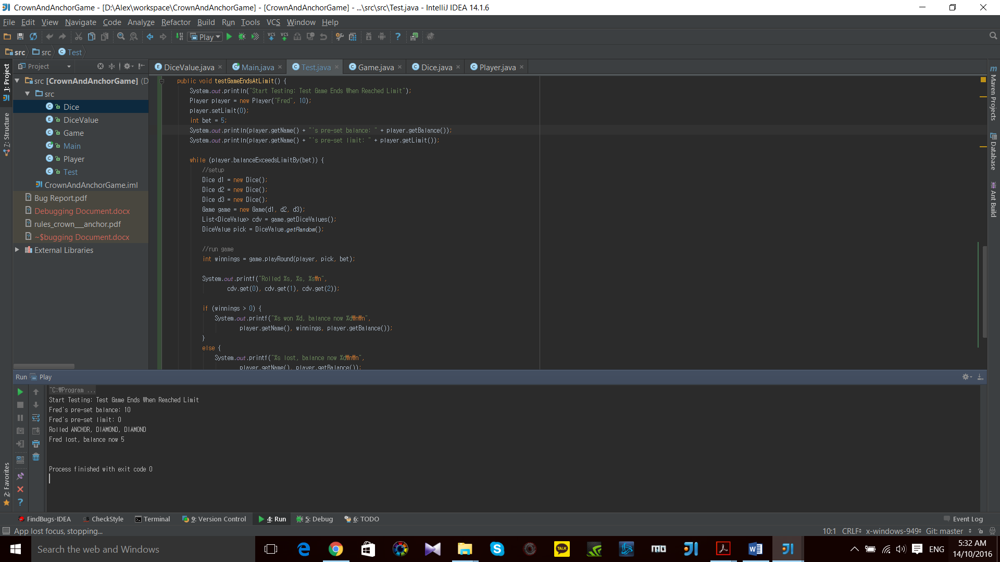 CrownAndAnchorGame - [D:\Alex\workspace\CrownAndAnchorGame] - [CrownAndAnchorGame] - ...\src\src\Test.java - IntelliJ IDEA 14.1.6
File Edit View Navigate Code Analyze Refactor Build Run Tools VCS Window Help
Play
src src Test
Project
DiceValue.java Main.java Test.java Game.java Dice.java Player.java
1: Project
7: Structure
2: Favorites
src [CrownAndAnchorGame] (D
src
Dice
DiceValue
Game
Main
Player
Test
CrownAndAnchorGame.iml
Bug Report.pdf
Debugging Document.docx
rules_crown___anchor.pdf
~$bugging Document.docx
External Libraries
public void testGameEndsAtLimit() {
System.out.println("Start Testing: Test Game Ends When Reached Limit");
Player player = new Player("Fred", 10);
player.setLimit(0);
int bet = 5;
System.out.println(player.getName() + "'s pre-set balance: " + player.getBalance());
System.out.println(player.getName() + "'s pre-set limit: " + player.getLimit());
while (player.balanceExceedsLimitBy(bet)) {
//setup
Dice d1 = new Dice();
Dice d2 = new Dice();
Dice d3 = new Dice();
Game game = new Game(d1, d2, d3);
List<DiceValue> cdv = game.getDiceValues();
DiceValue pick = DiceValue.getRandom();
//run game
int winnings = game.playRound(player, pick, bet);
System.out.printf("Rolled %s, %s, %s₩n",
cdv.get(0), cdv.get(1), cdv.get(2));
if (winnings > 0) {
System.out.printf("%s won %d, balance now %d₩n₩n",
player.getName(), winnings, player.getBalance());
}
else {
System.out.printf("%s lost, balance now %d₩n₩n",
player.getName(), player.getBalance());
Maven Projects
Database
Ant Build
Run Play
"C:₩Program ...
Start Testing: Test Game Ends When Reached Limit
Fred's pre-set balance: 10
Fred's pre-set limit: 0
Rolled ANCHOR, DIAMOND, DIAMOND
Fred lost, balance now 5
Process finished with exit code 0
FindBugs-IDEA CheckStyle Terminal 9: Version Control 4: Run 5: Debug 6: TODO Event Log
App lost focus, stopping... 10:1 CRLF x-windows-949 Git: master
Search the web and Windows
TALK
ENG
5:32 AM
14/10/2016